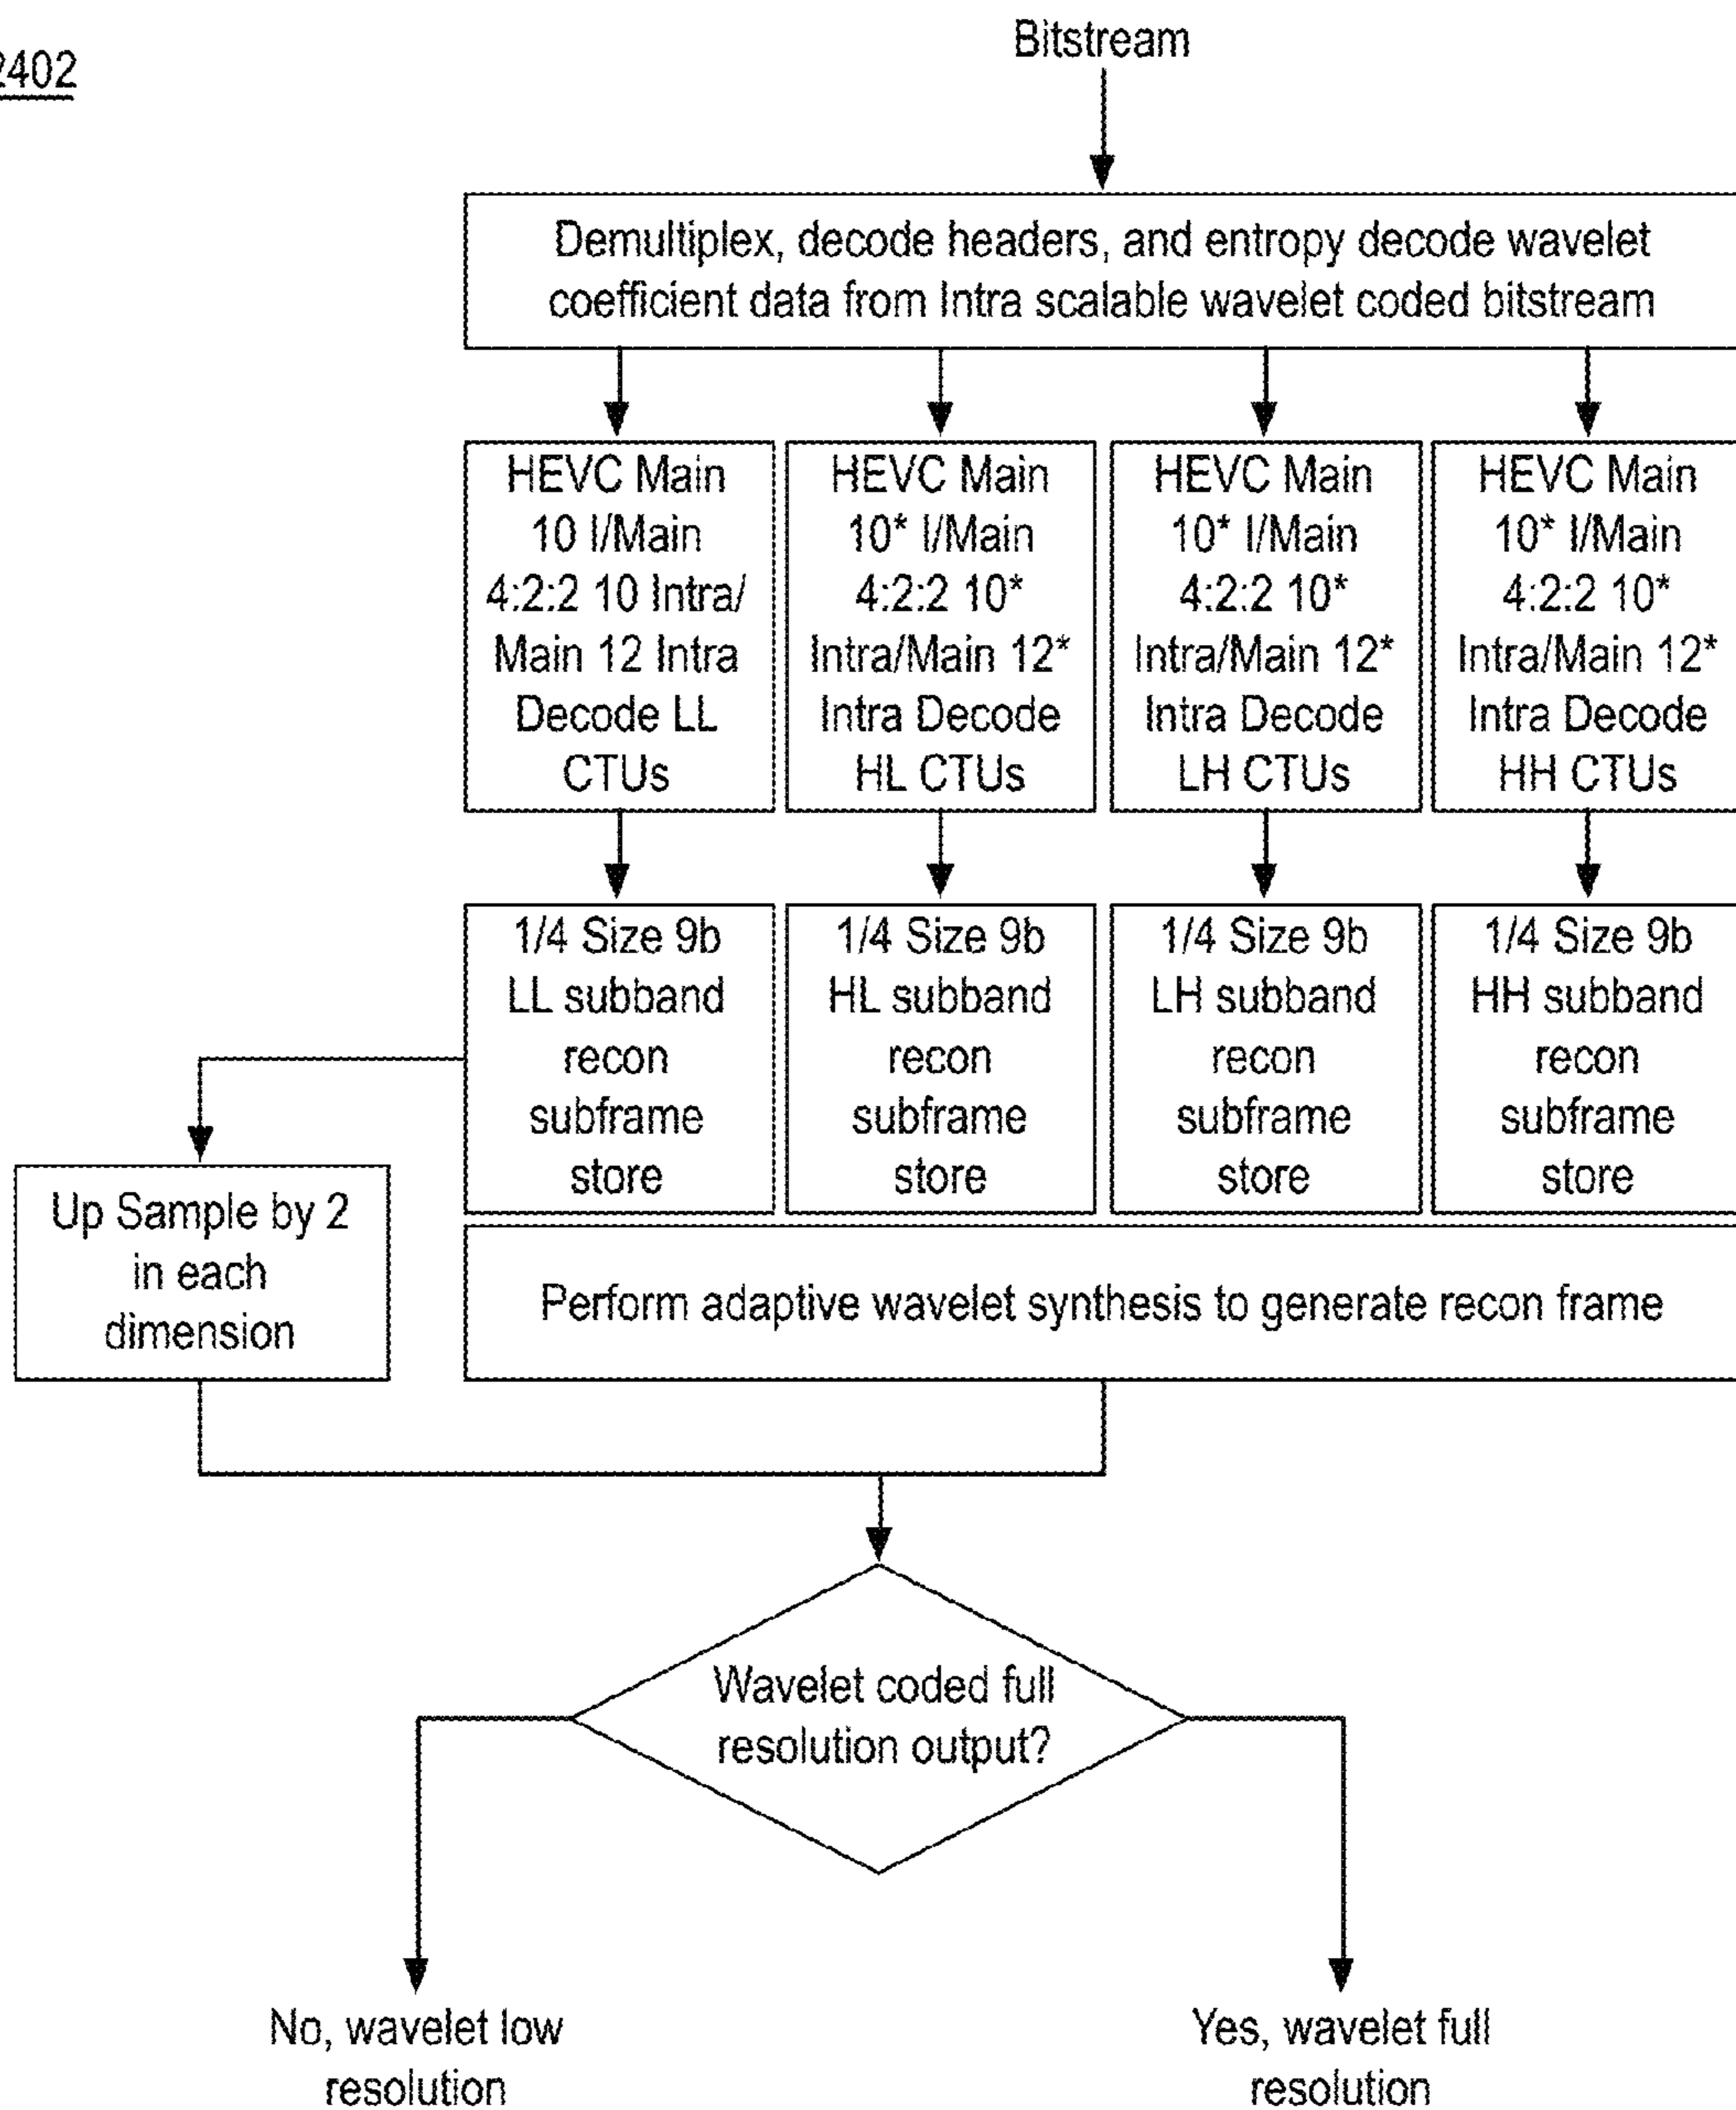 2402
Bitstream
Demultiplex, decode headers, and entropy decode wavelet
coefficient data from Intra scalable wavelet coded bitstream
HEVC Main
10 I/Main
4:2:2 10 Intra/
Main 12 Intra
Decode LL
CTUs
HEVC Main
10* I/Main
4:2:2 10*
Intra/Main 12*
Intra Decode
HL CTUs
HEVC Main
10* I/Main
4:2:2 10*
Intra/Main 12*
Intra Decode
LH CTUs
HEVC Main
10* I/Main
4:2:2 10*
Intra/Main 12*
Intra Decode
HH CTUs
1/4 Size 9b
LL subband
recon
subframe
store
1/4 Size 9b
HL subband
recon
subframe
store
1/4 Size 9b
LH subband
recon
subframe
store
1/4 Size 9b
HH subband
recon
subframe
store
Up Sample by 2
in each
dimension
Perform adaptive wavelet synthesis to generate recon frame
Wavelet coded full
resolution output?
No, wavelet low
resolution
Yes, wavelet full
resolution